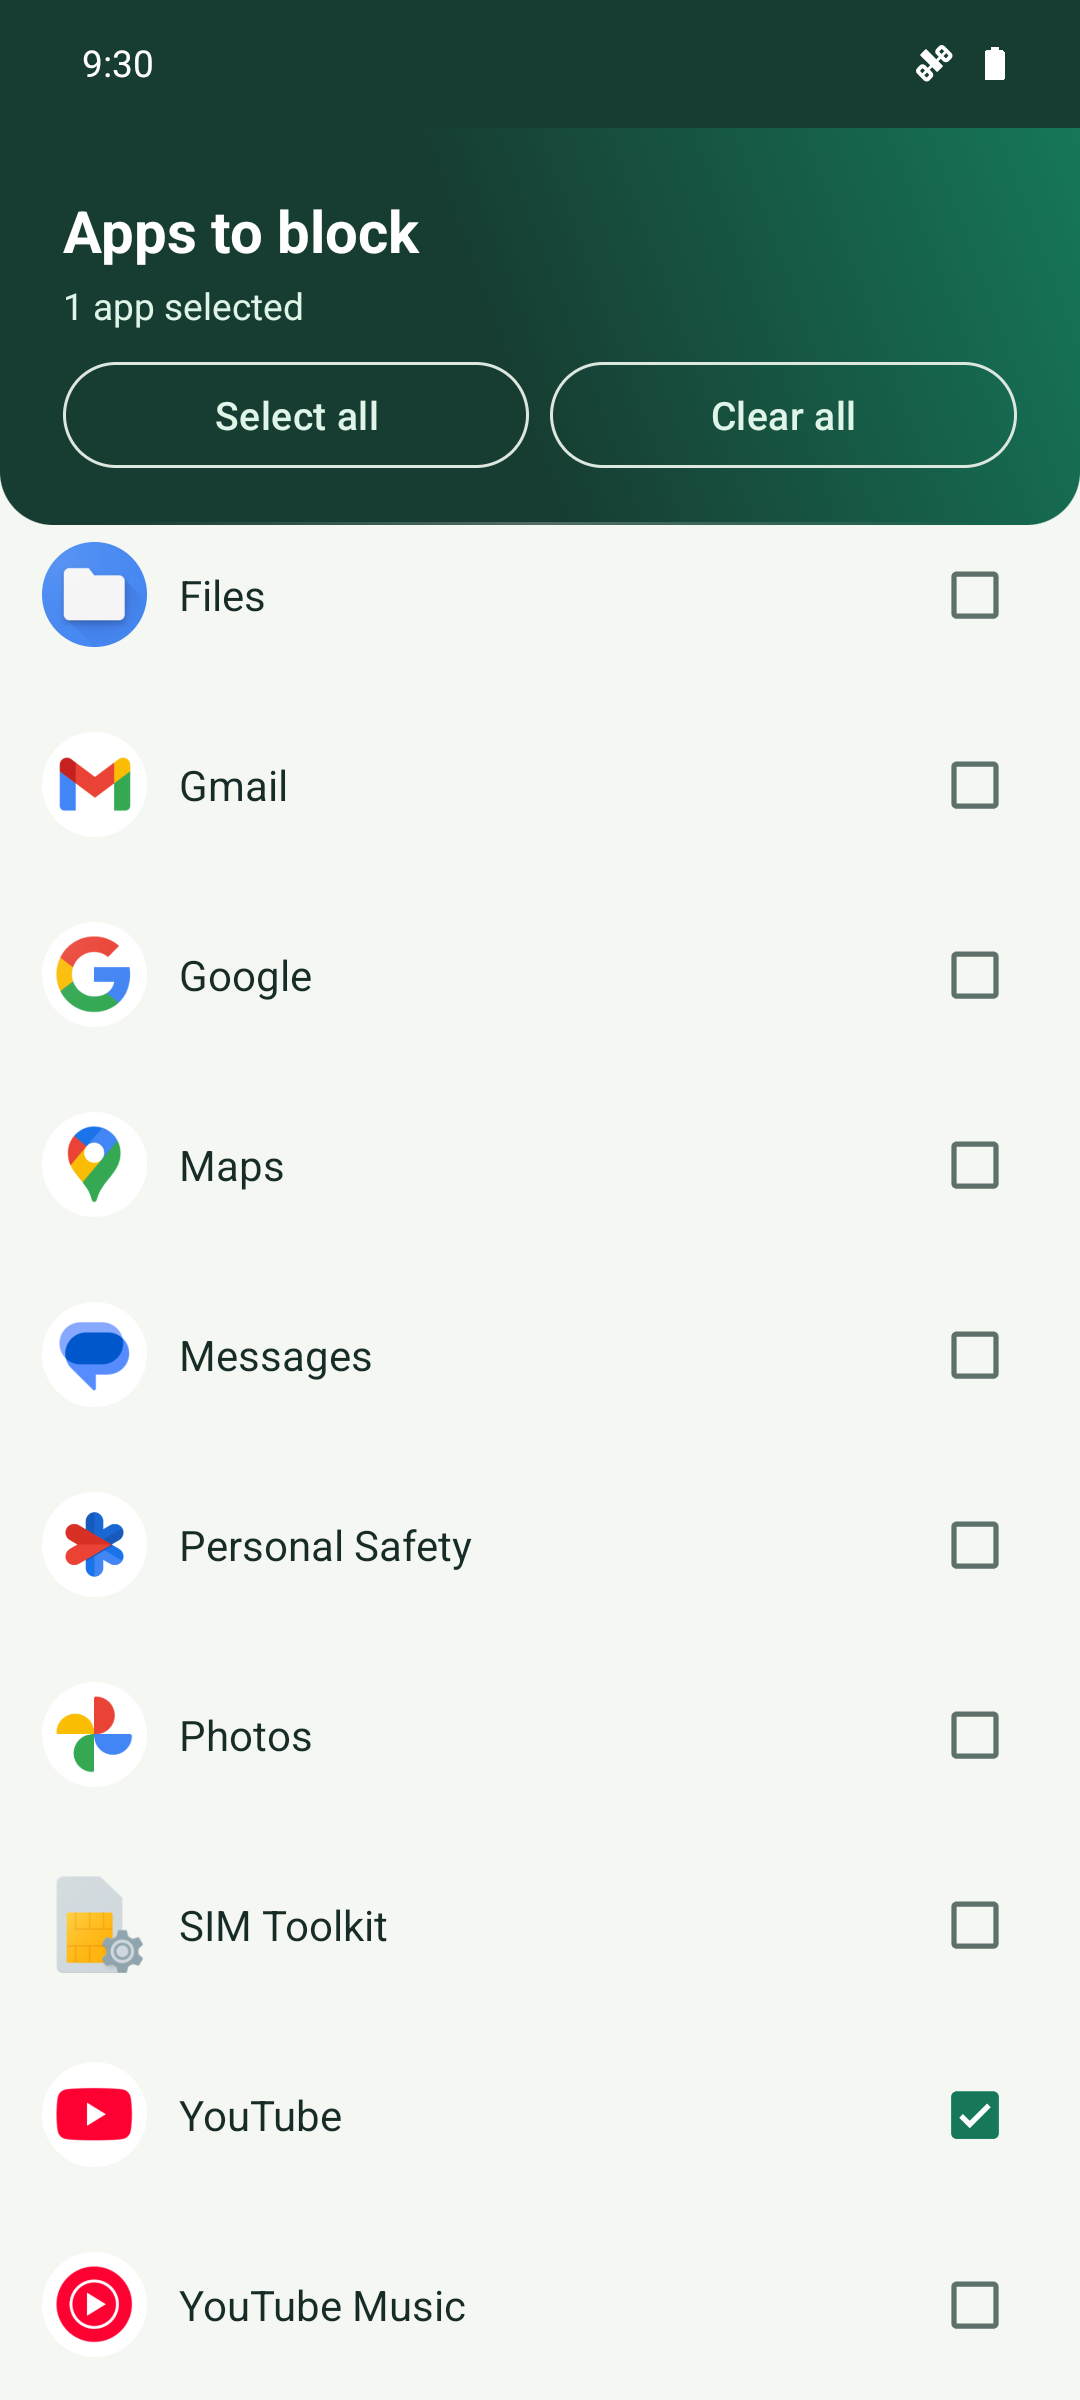 9:30
Apps to block
1 app selected
Select all
Clear all
Files
Gmail
Google
Maps
Messages
Personal Safety
Photos
SIM Toolkit
YouTube
YouTube Music